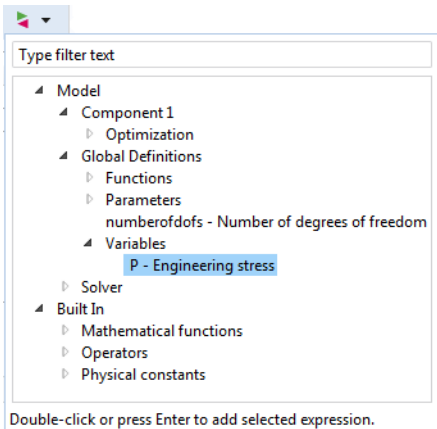 Type filter text
Model
Component 1
Optimization
Global Definitions
Functions
Parameters
numberofdofs - Number of degrees of freedom
Variables
P - Engineering stress
Solver
Built In
Mathematical functions
Operators
Physical constants
Double-click or press Enter to add selected expression.